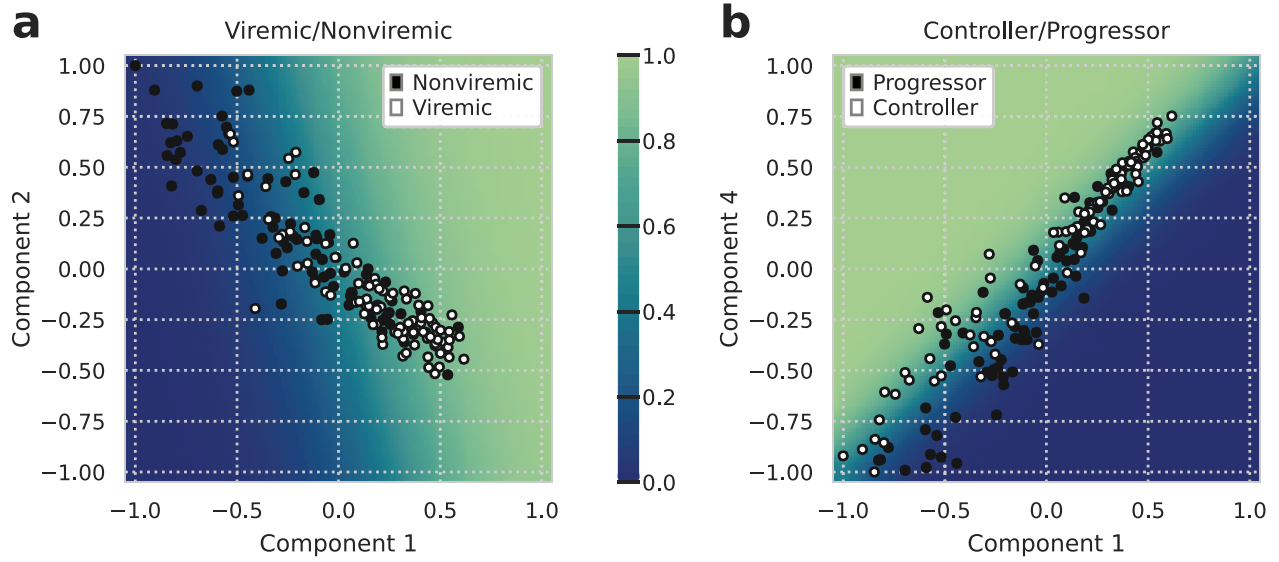 a
Viremic/Nonviremic
Component 2
1.00
0.75
0.50
0.25
0.00
−0.25
−0.50
−0.75
−1.00
Nonviremic
Viremic
−1.0
−0.5
0.0
0.5
1.0
Component 1
1.0
0.8
0.6
0.4
0.2
0.0
b
Controller/Progressor
Component 4
1.00
0.75
0.50
0.25
0.00
−0.25
−0.50
−0.75
−1.00
Progressor
Controller
−1.0
−0.5
0.0
0.5
1.0
Component 1